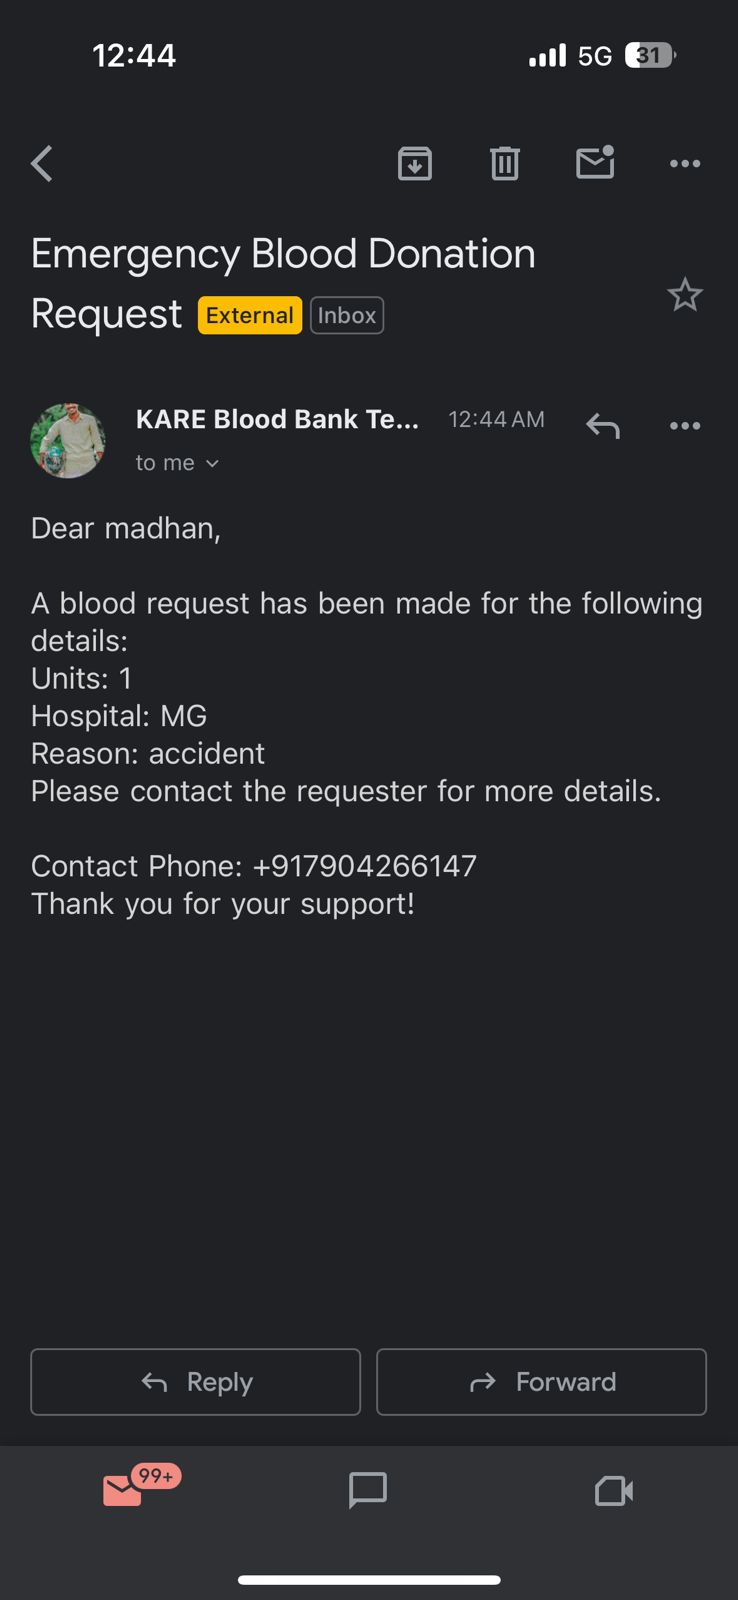 12:44
5G
31
Emergency Blood Donation
Request External Inbox
KARE Blood Bank Te... 12:44 AM
to me
Dear madhan,
A blood request has been made for the following
details:
Units: 1
Hospital: MG
Reason: accident
Please contact the requester for more details.
Contact Phone: +917904266147
Thank you for your support!
Reply
Forward
99+